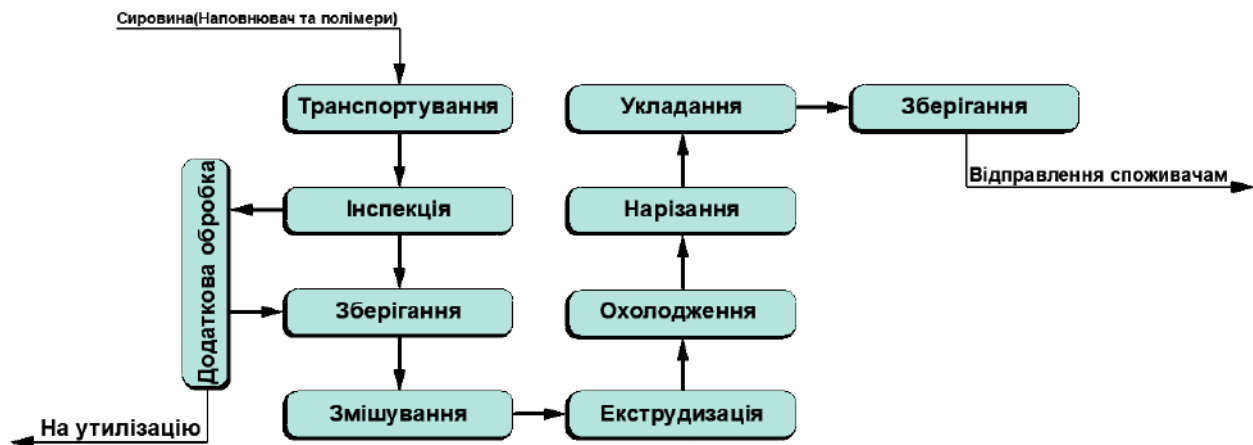 Сировина(Наповнювач та полімери)
Транспортування
Інспекція
Додаткова обробка
Зберігання
Змішування
На утилізацію
Екструдизація
Охолодження
Нарізання
Укладання
Зберігання
Відправлення споживачам